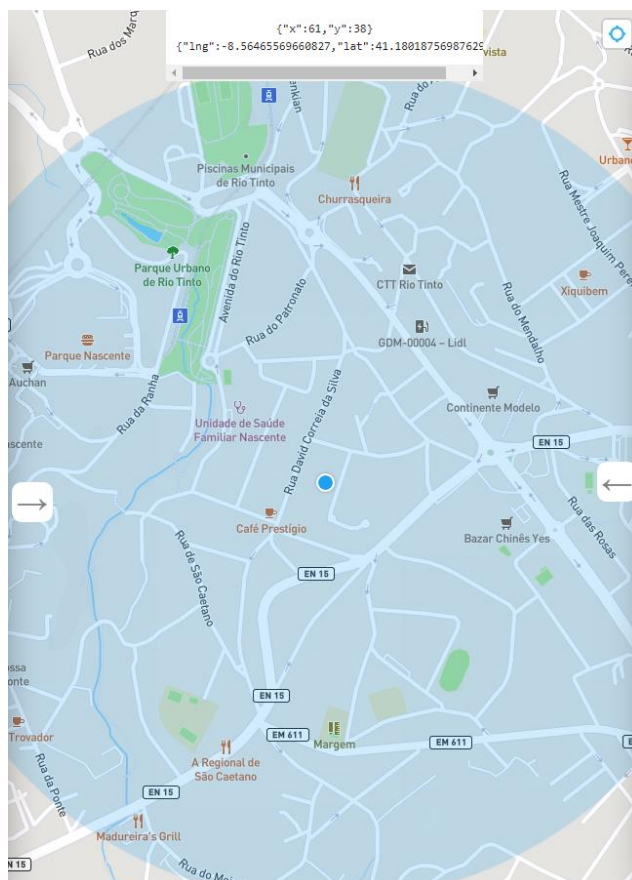 {"x":61,"y":38}
{"lng":-8.56465569660827,"lat":41.18018756987629
Rua dos Marq
vista
Piscinas Municipais
de Rio Tinto
Urban
Churrasqueira
Rua Mestre Joaquim Pere
Parque Urbano
de Rio Tinto
Avenida do Rio Tinto
CTT Rio Tinto
Xiquibem
Rua do Patronato
Rua do Mendalho
GDM-00004 – Lidl
Parque Nascente
Auchan
Rua da Ranha
Rua David Correia da Silva
Continente Modelo
Unidade de Saúde
Familiar Nascente
EN 15
ascente
→
←
Café Prestígio
Rua das Rosas
Bazar Chinês Yes
Rua de São Caetano
EN 15
ossa
onte
EN 15
Trovador
EM 611
Margem
EM 611
A Regional de
São Caetano
Rua da Ponte
EN 15
Madureira's Grill
N 15